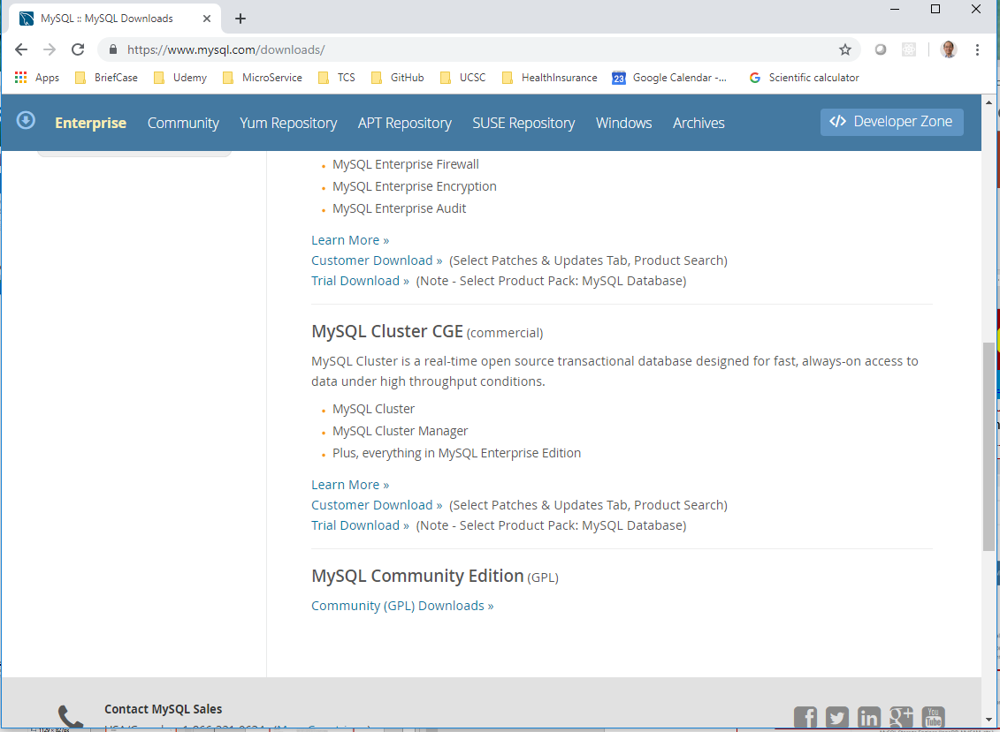 MySQL :: MySQL Downloads
https://www.mysql.com/downloads/
Apps BriefCase Udemy MicroService TCS GitHub UCSC HealthInsurance 23 Google Calendar -... Scientific calculator
Enterprise Community Yum Repository APT Repository SUSE Repository Windows Archives </> Developer Zone
• MySQL Enterprise Firewall
• MySQL Enterprise Encryption
• MySQL Enterprise Audit
Learn More »
Customer Download » (Select Patches & Updates Tab, Product Search)
Trial Download » (Note - Select Product Pack: MySQL Database)
MySQL Cluster CGE (commercial)
MySQL Cluster is a real-time open source transactional database designed for fast, always-on access to
data under high throughput conditions.
• MySQL Cluster
• MySQL Cluster Manager
• Plus, everything in MySQL Enterprise Edition
Learn More »
Customer Download » (Select Patches & Updates Tab, Product Search)
Trial Download » (Note - Select Product Pack: MySQL Database)
MySQL Community Edition (GPL)
Community (GPL) Downloads »
Contact MySQL Sales
f in g+ You Tube